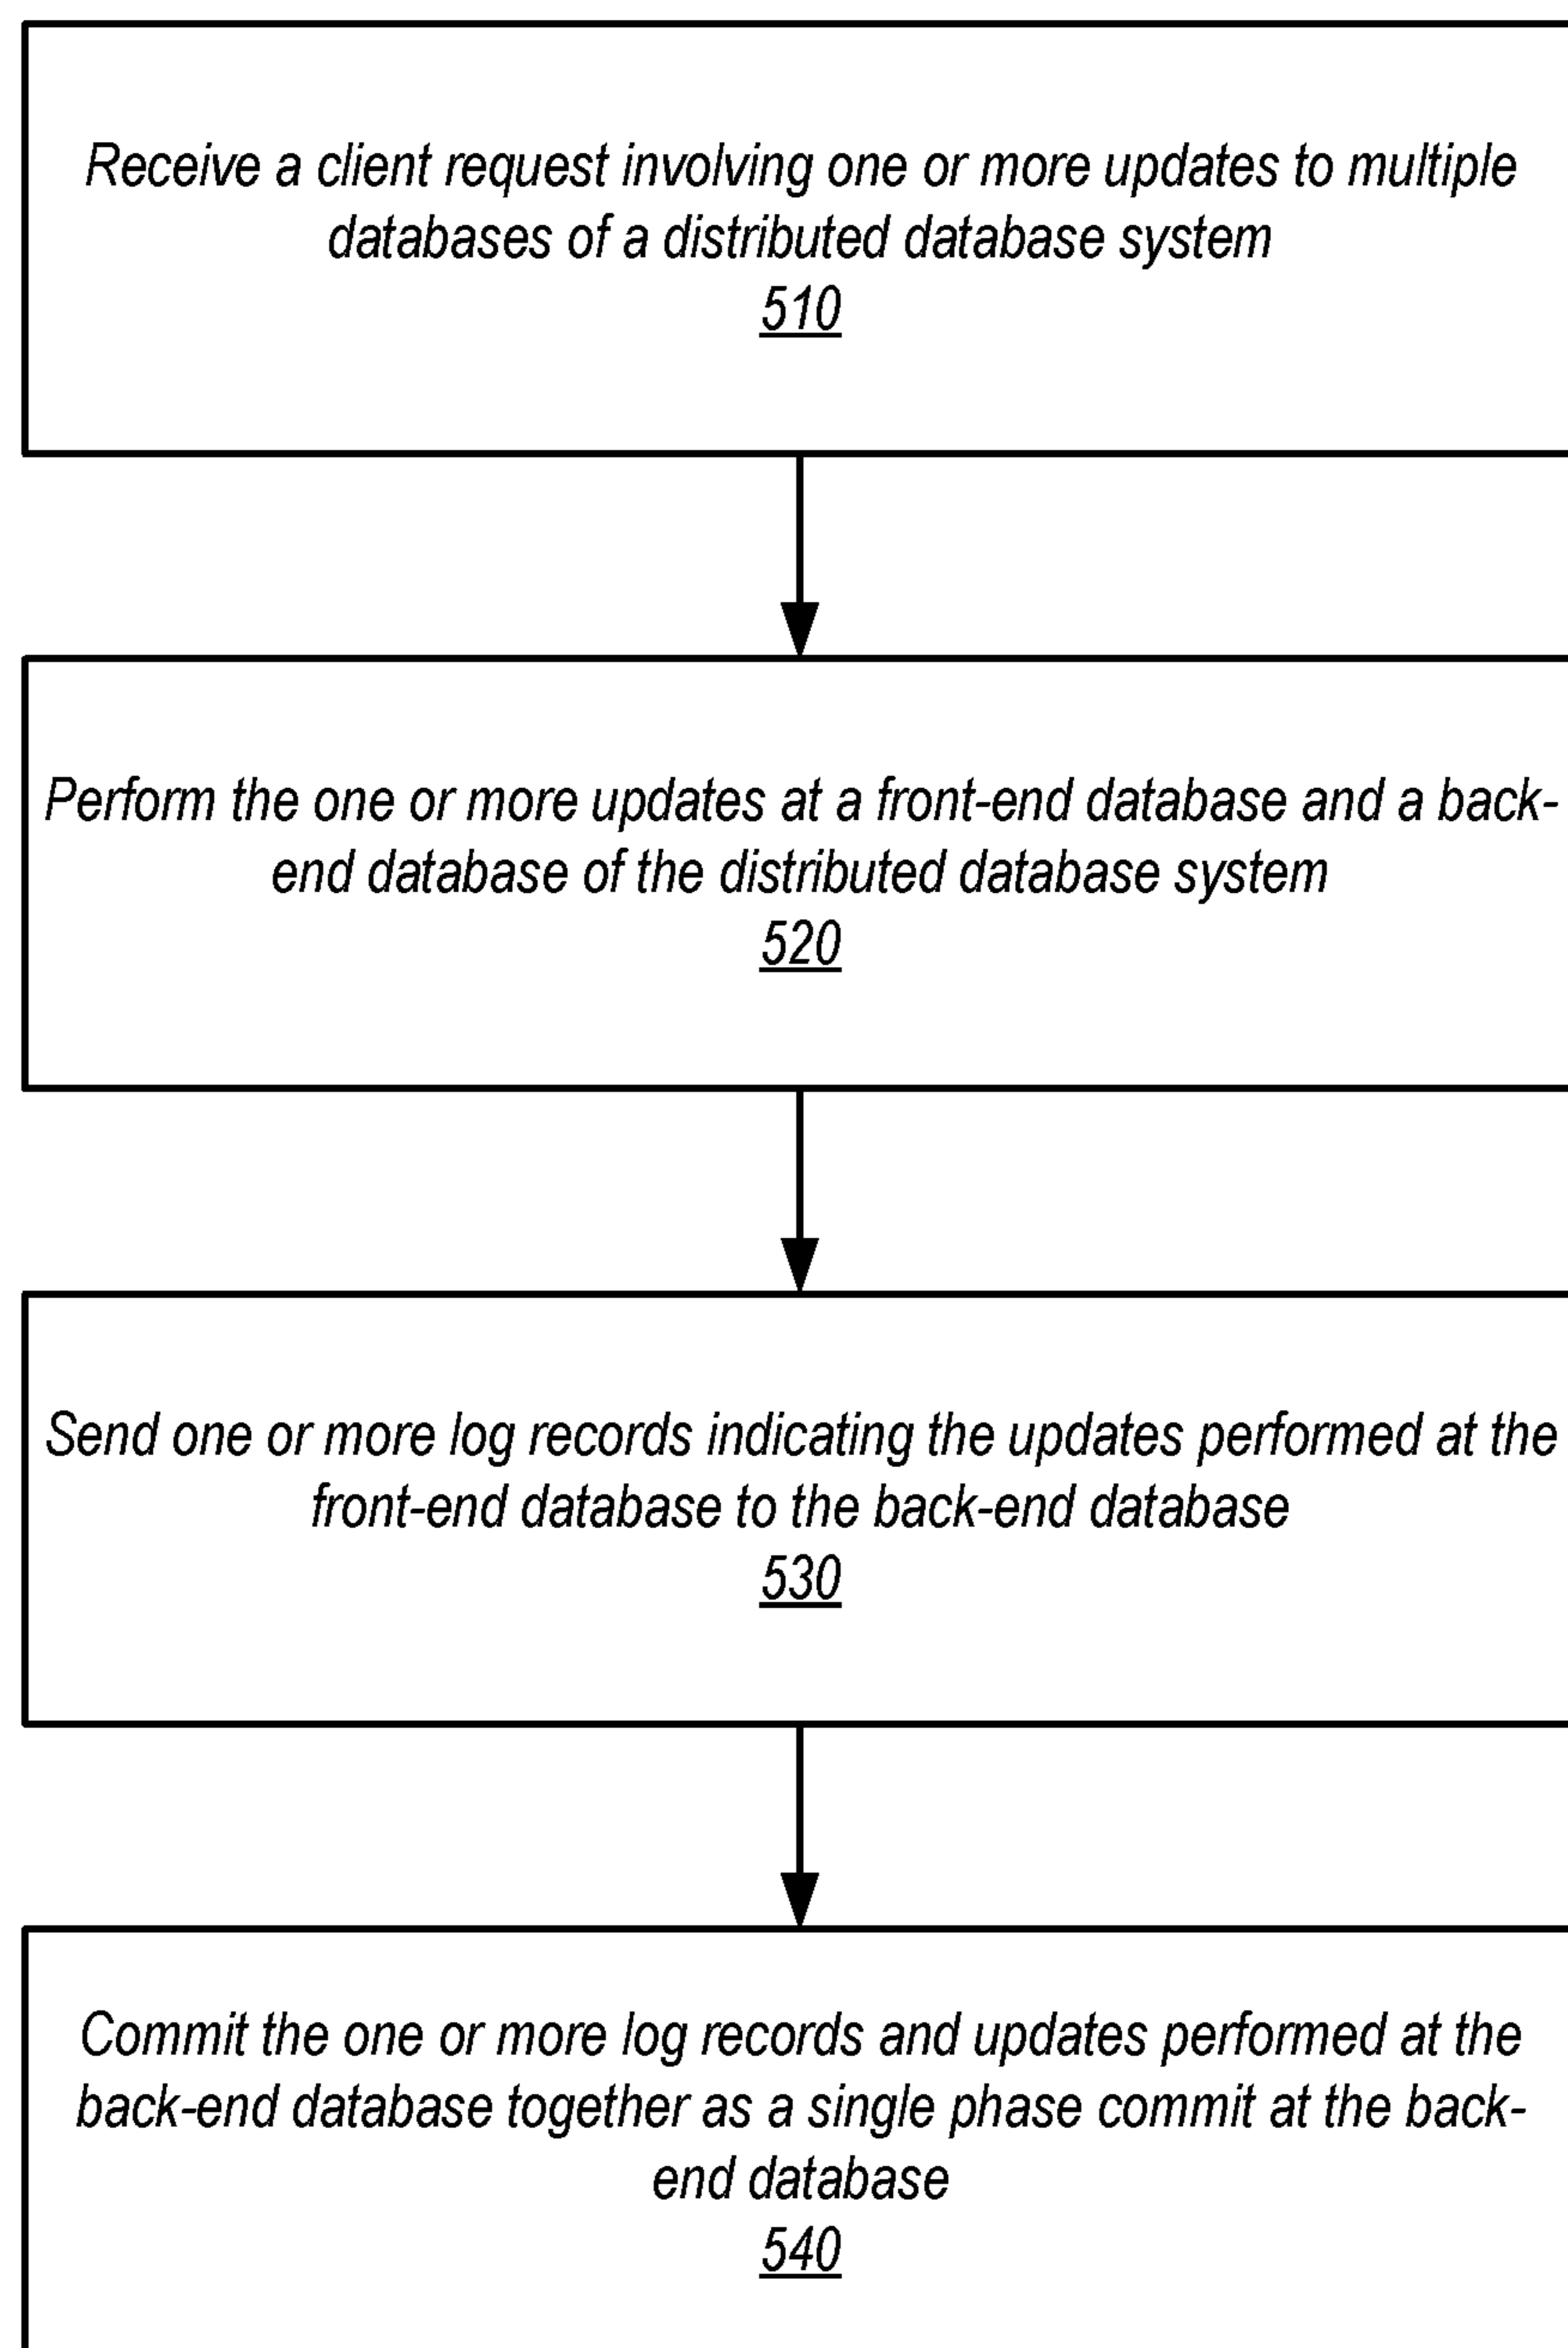 Receive a client request involving one or more updates to multiple
databases of a distributed database system
510
Perform the one or more updates at a front-end database and a back-
end database of the distributed database system
520
Send one or more log records indicating the updates performed at the
front-end database to the back-end database
530
Commit the one or more log records and updates performed at the
back-end database together as a single phase commit at the back-
end database
540